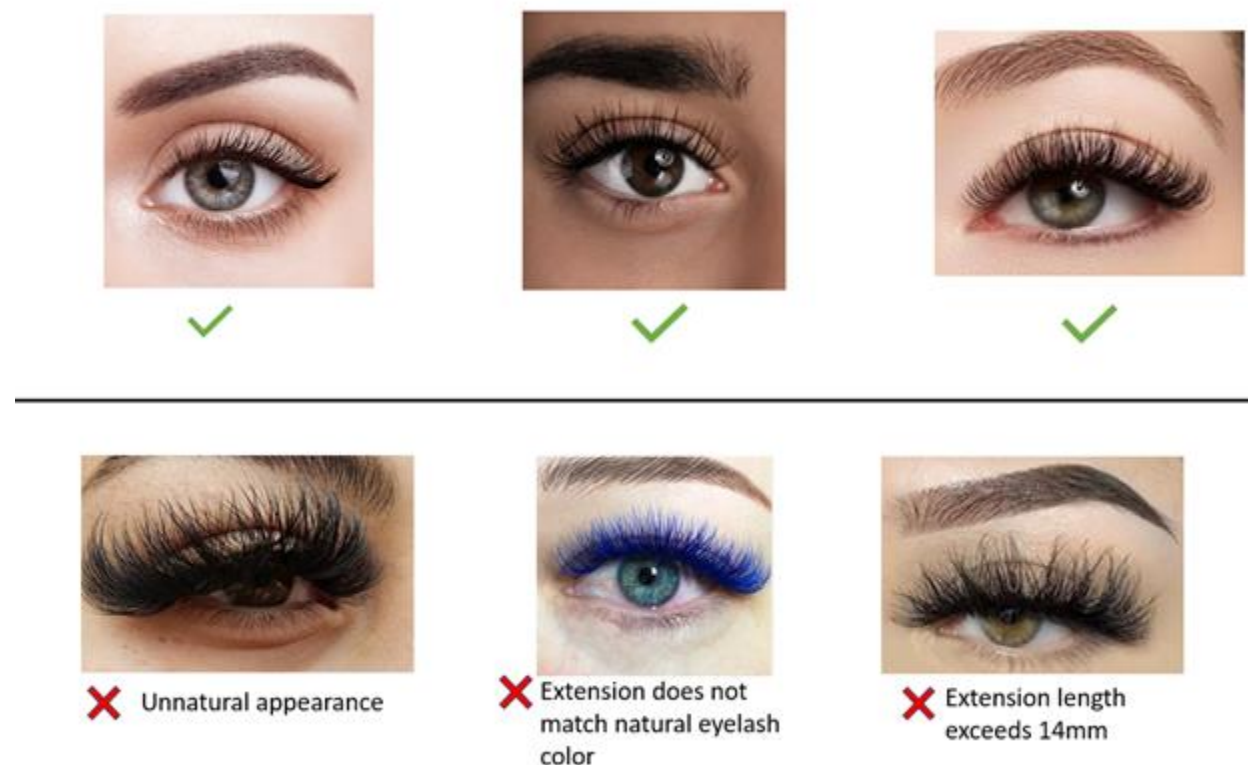 Unnatural appearance
Extension does not
match natural eyelash
color
Extension length
exceeds 14mm